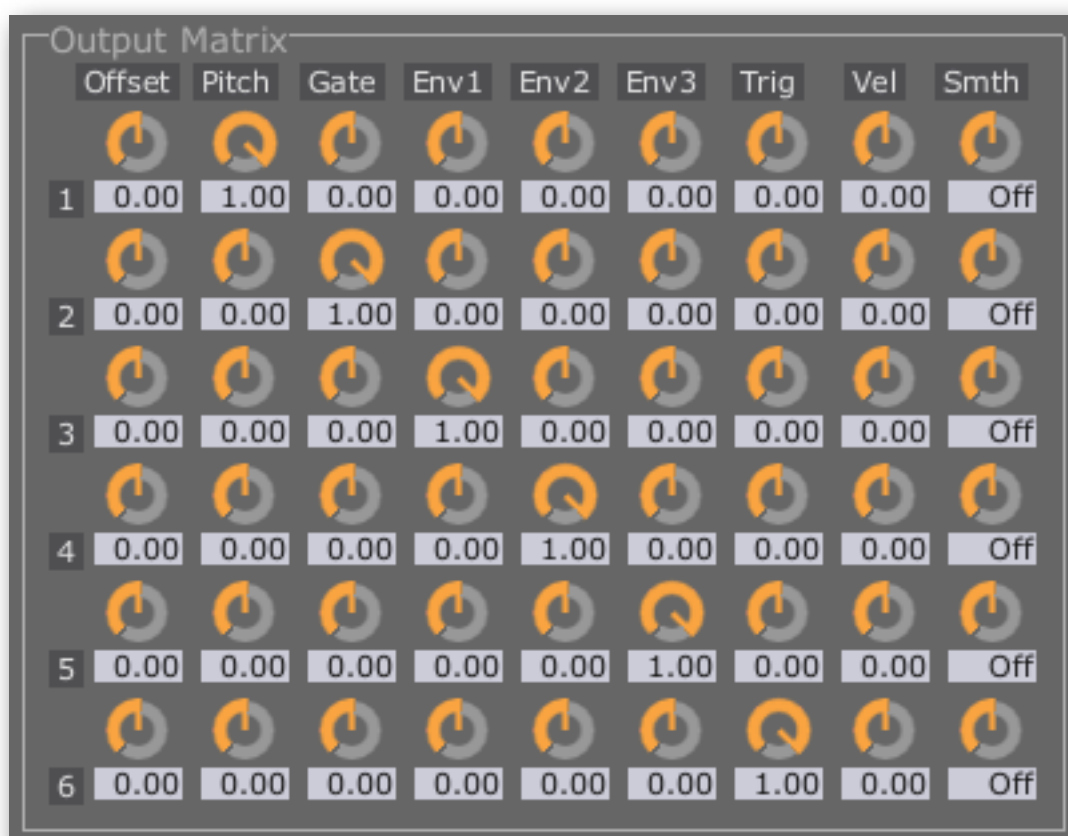 Output Matrix
Offset Pitch Gate Env1 Env2 Env3 Trig Vel Smth
1 0.00 1.00 0.00 0.00 0.00 0.00 0.00 0.00 Off
2 0.00 0.00 1.00 0.00 0.00 0.00 0.00 0.00 Off
3 0.00 0.00 0.00 1.00 0.00 0.00 0.00 0.00 Off
4 0.00 0.00 0.00 0.00 1.00 0.00 0.00 0.00 Off
5 0.00 0.00 0.00 0.00 0.00 1.00 0.00 0.00 Off
6 0.00 0.00 0.00 0.00 0.00 0.00 1.00 0.00 Off